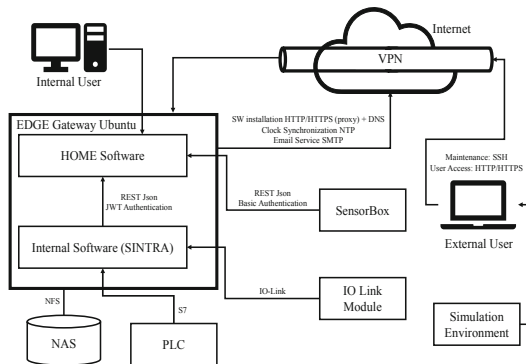 Internet
VPN
Internal User
EDGE Gateway Ubuntu
SW installation HTTP/HTTPS (proxy) + DNS
Clock Synchronization NTP
Email Service SMTP
HOME Software
Maintenance: SSH
User Access: HTTP/HTTPS
REST Json
JWT Authentication
REST Json
Basic Authentication
SensorBox
External User
Internal Software (SINTRA)
IO-Link
IO Link
Module
NFS
S7
NAS
PLC
Simulation
Environment